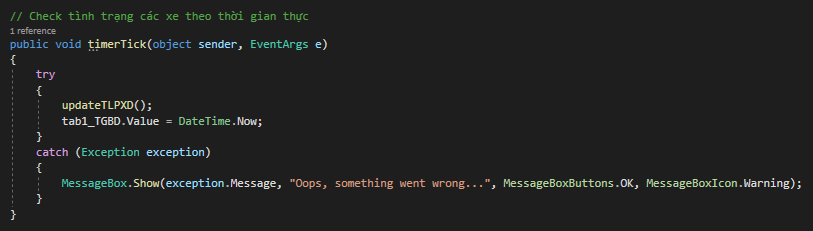 // Check tình trạng các xe theo thời gian thực
1 reference
public void timerTick(object sender, EventArgs e)
{
try
{
updateTLPXD();
tab1_TGBD.Value = DateTime.Now;
}
catch (Exception exception)
{
MessageBox.Show(exception.Message, "Oops, something went wrong...", MessageBoxButtons.OK, MessageBoxIcon.Warning);
}
}